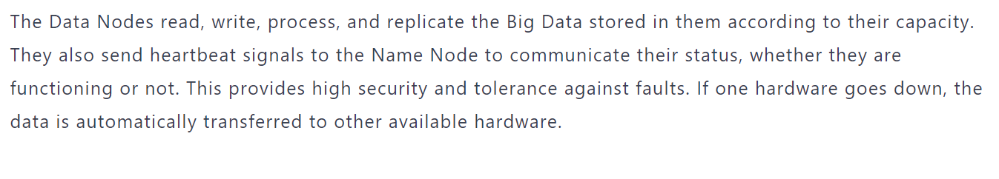 The Data Nodes read, write, process, and replicate the Big Data stored in them according to their capacity.
They also send heartbeat signals to the Name Node to communicate their status, whether they are
functioning or not. This provides high security and tolerance against faults. If one hardware goes down, the
data is automatically transferred to other available hardware.